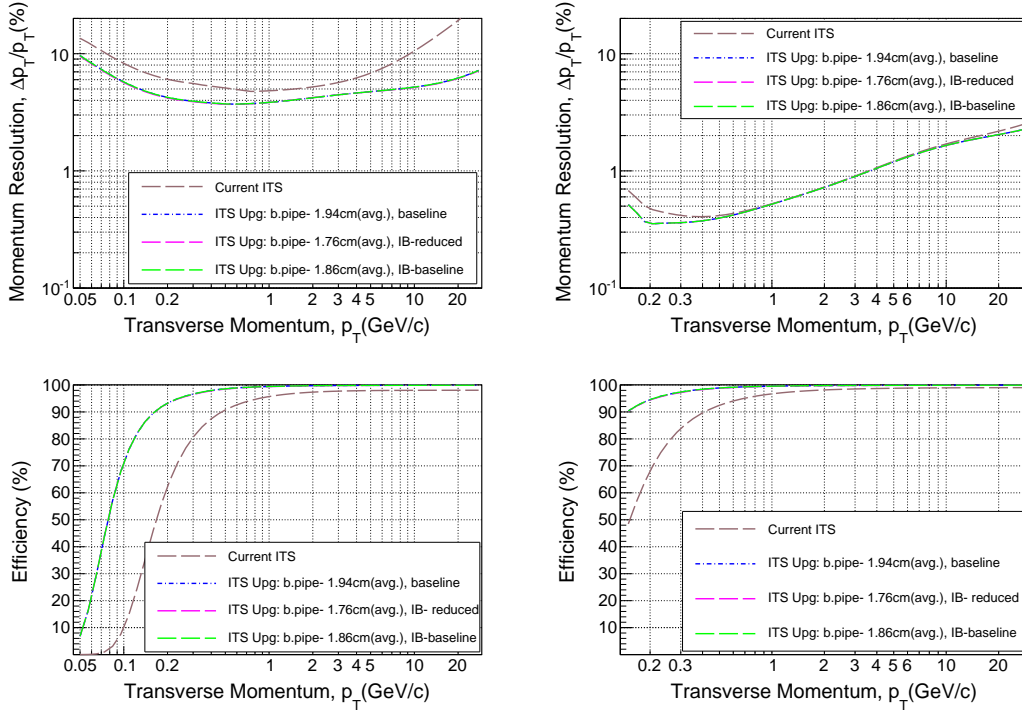 Momentum Resolution, Δp_T/p_T(%)
10
1
10⁻¹
Current ITS
ITS Upg: b.pipe- 1.94cm(avg.), baseline
ITS Upg: b.pipe- 1.76cm(avg.), IB-reduced
ITS Upg: b.pipe- 1.86cm(avg.), IB-baseline
0.05 0.1 0.2 1 2 3 4 5 10 20
Transverse Momentum, p_T(GeV/c)
Momentum Resolution, Δp_T/p_T(%)
10
1
10⁻¹
Current ITS
ITS Upg: b.pipe- 1.94cm(avg.), baseline
ITS Upg: b.pipe- 1.76cm(avg.), IB-reduced
ITS Upg: b.pipe- 1.86cm(avg.), IB-baseline
0.2 0.3 1 2 3 4 5 6 10 20
Transverse Momentum, p_T(GeV/c)
Efficiency (%)
100
90
80
70
60
50
40
30
20
10
0
Current ITS
ITS Upg: b.pipe- 1.94cm(avg.), baseline
ITS Upg: b.pipe- 1.76cm(avg.), IB- reduced
ITS Upg: b.pipe- 1.86cm(avg.), IB-baseline
0.05 0.1 0.2 1 2 3 4 5 10 20
Transverse Momentum, p_T(GeV/c)
Efficiency (%)
100
90
80
70
60
50
40
30
20
10
0
Current ITS
ITS Upg: b.pipe- 1.94cm(avg.), baseline
ITS Upg: b.pipe- 1.76cm(avg.), IB- reduced
ITS Upg: b.pipe- 1.86cm(avg.), IB-baseline
0.2 0.3 1 2 3 4 5 6 10 20
Transverse Momentum, p_T(GeV/c)